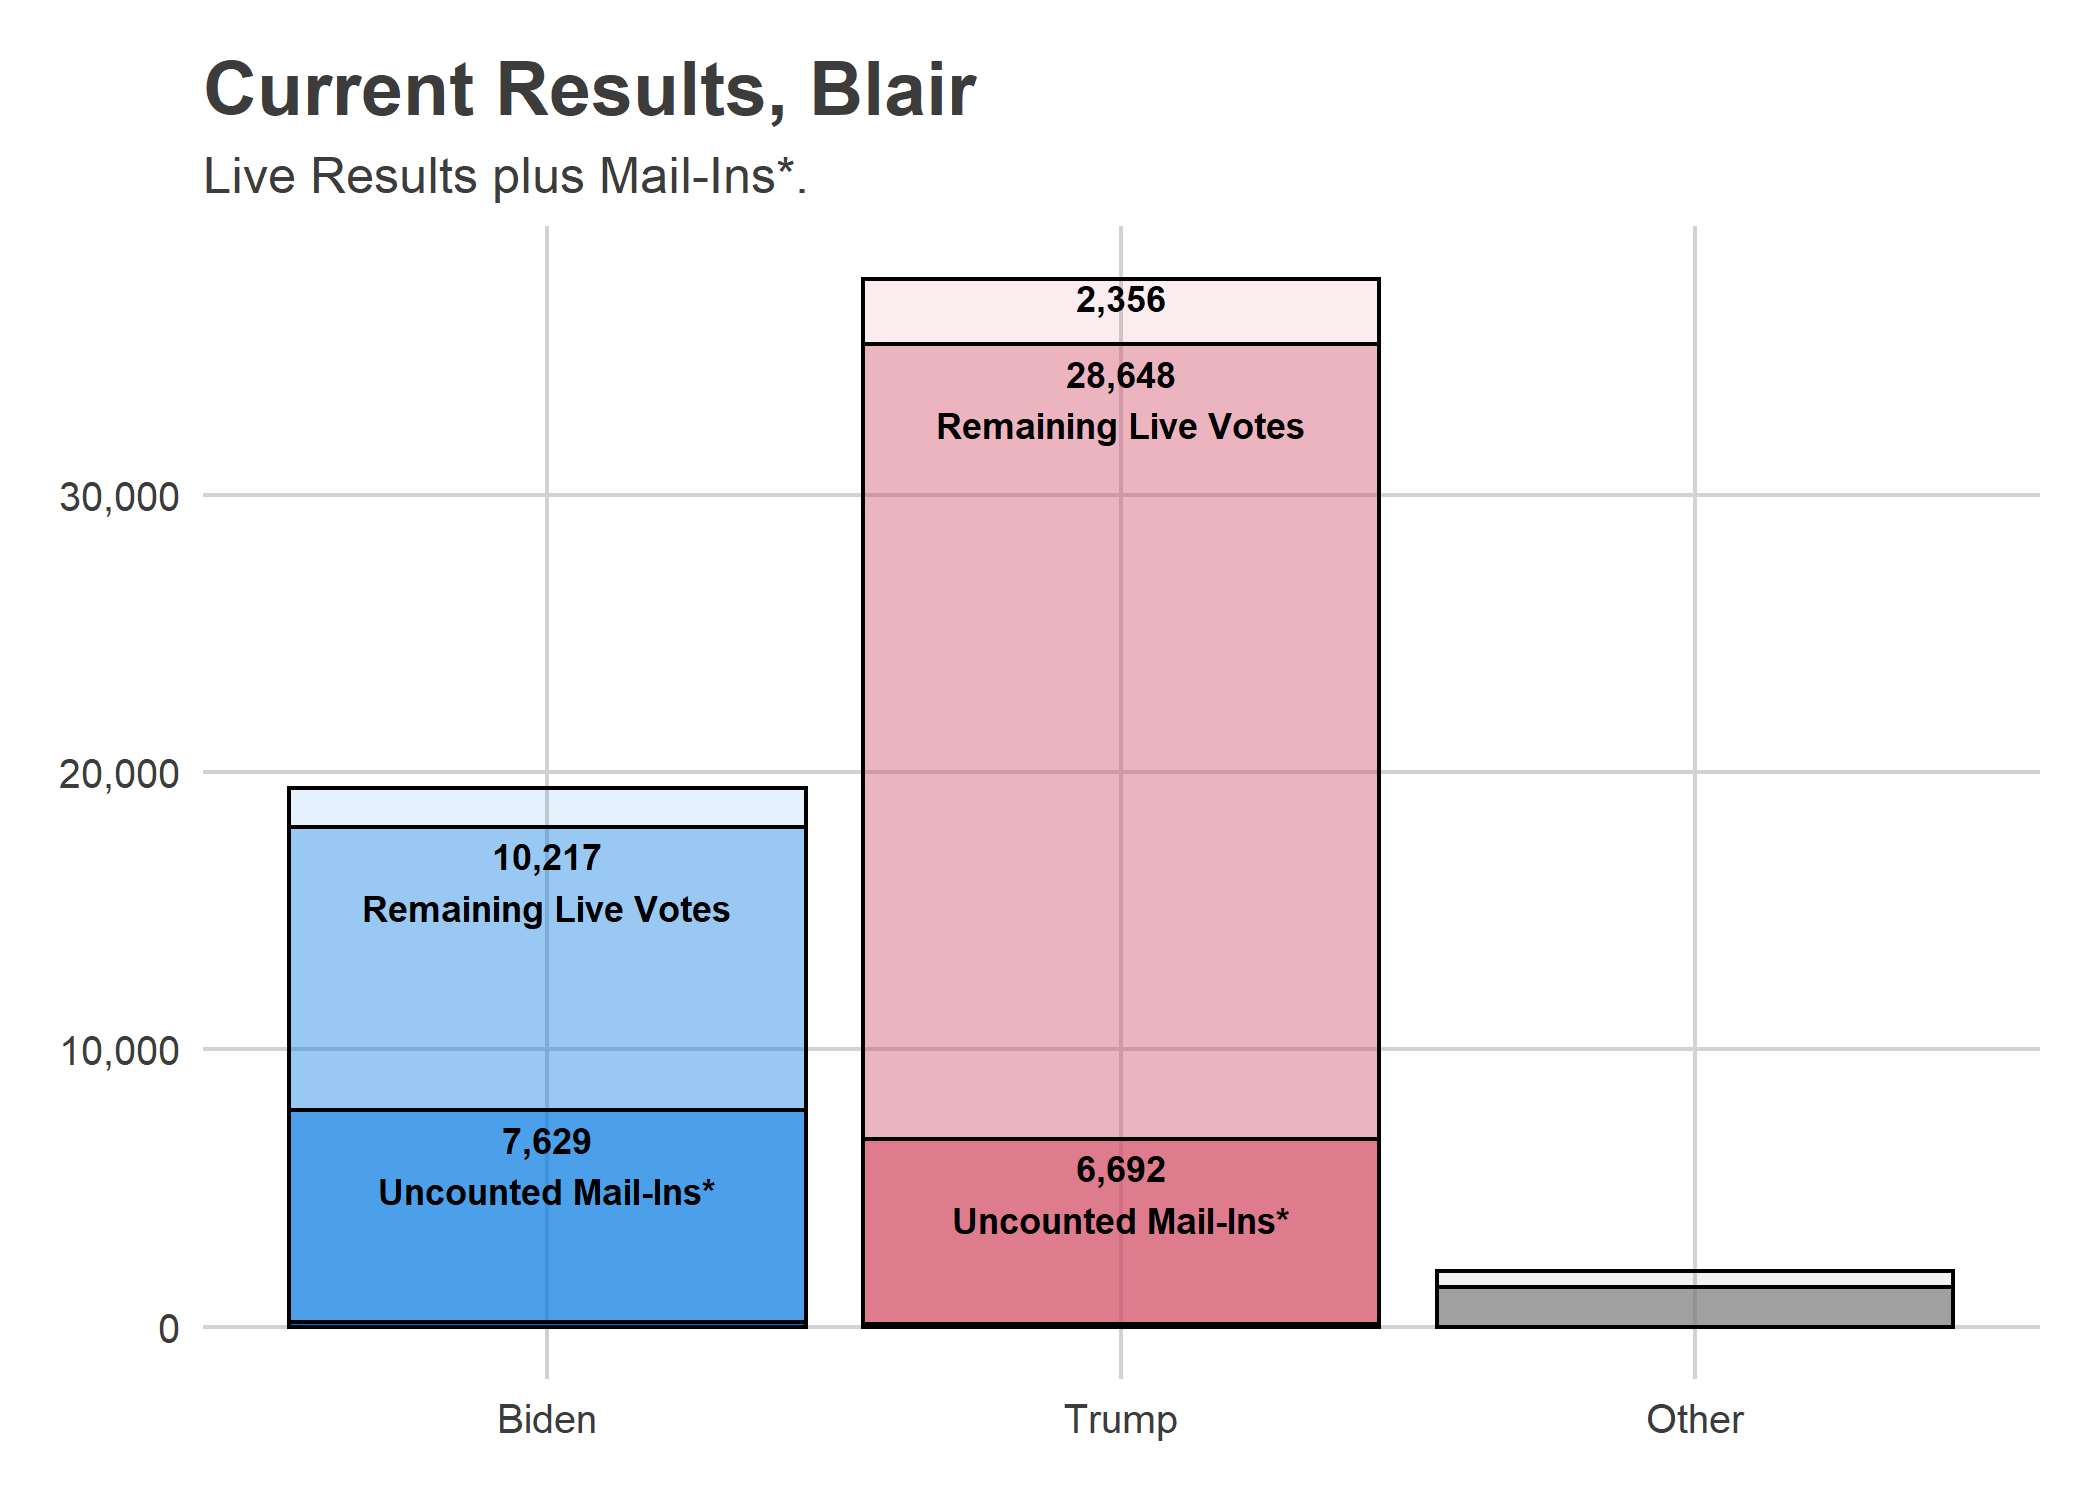 Current Results, Blair
Live Results plus Mail-Ins*.
2,356
28,648
Remaining Live Votes
30,000
20,000
10,217
Remaining Live Votes
10,000
7,629
Uncounted Mail-Ins*
6,692
Uncounted Mail-Ins*
0
Biden
Trump
Other